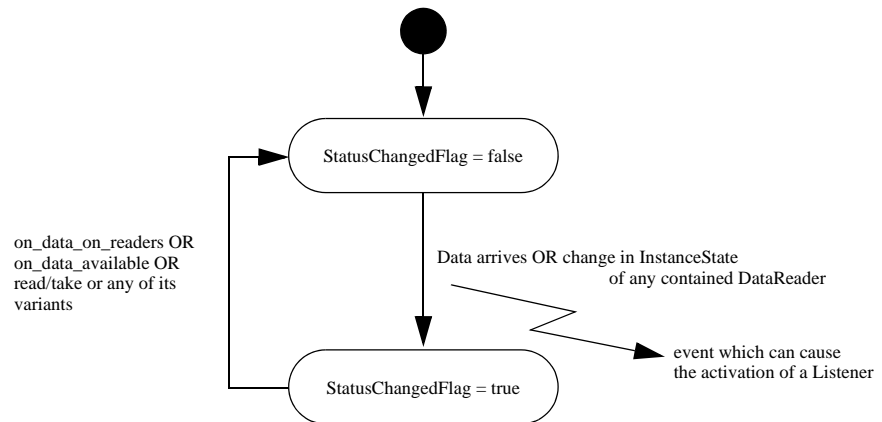 StatusChangedFlag = false
on_data_on_readers OR
on_data_available OR
read/take or any of its
variants
Data arrives OR change in InstanceState
of any contained DataReader
event which can cause
the activation of a Listener
StatusChangedFlag = true